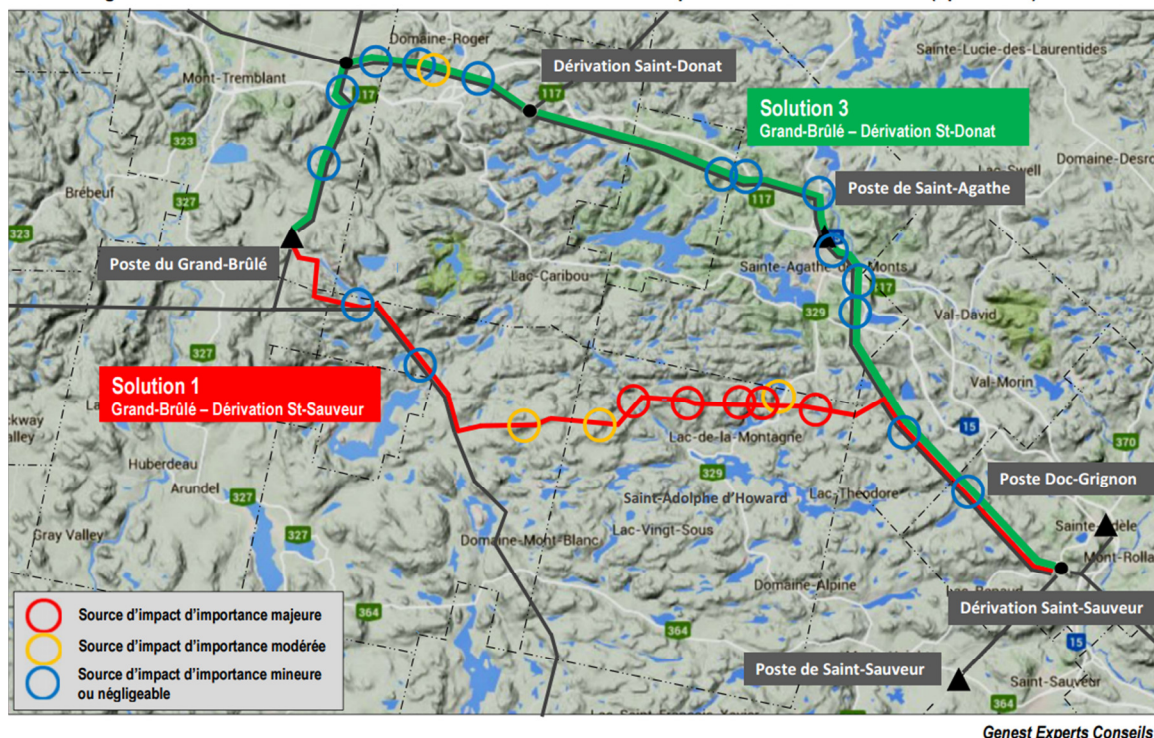 Domaine-Roger
Sainte-Lucie-des-Laurentides
Mont-Tremblant
Dérivation Saint-Donat
117
117
Solution 3
Grand-Brûlé – Dérivation St-Donat
323
Domaine-Desro
Brébeuf
327
117
Poste de Saint-Agathe
323
Poste du Grand-Brûlé
Lac-Caribou
Sainte-Agathe-des-Monts
117
329
Val-David
327
Solution 1
Grand-Brûlé – Dérivation St-Sauveur
Val-Morin
ckway
alley
Lac-de-la-Montagne
15
370
Huberdeau
Arundel
327
329
Poste Doc-Grignon
Saint-Adolphe d'Howard
Lac-Théodore
Gray Valley
327
Lac-Vingt-Sous
Domaine-Mont-Blanc
Sainte-Adèle
Mont-Rolla
Domaine-Alpine
364
364
Source d'impact d'importance majeure
Source d'impact d'importance modérée
Source d'impact d'importance mineure
ou négligeable
Dérivation Saint-Sauveur
15
Poste de Saint-Sauveur
Saint-Sauveur
364
Genest Experts Conseils